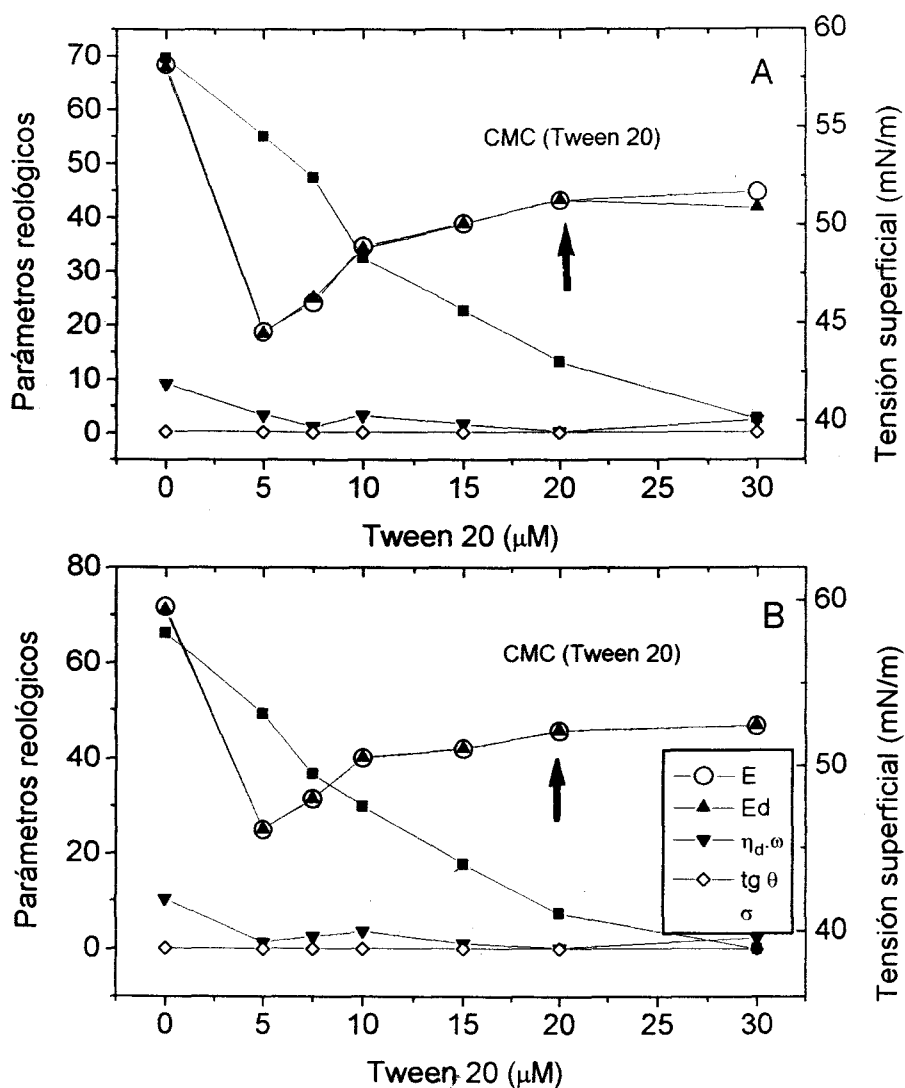 A
CMC (Tween 20)
Parámetros reológicos
70
60
50
40
30
20
10
0
Tensión superficial (mN/m)
60
55
50
45
40
0 5 10 15 20 25 30
Tween 20 (µM)
B
CMC (Tween 20)
Parámetros reológicos
80
60
40
20
0
Tensión superficial (mN/m)
60
50
40
E
Ed
ηd.ω
tg θ
σ
0 5 10 15 20 25 30
Tween 20 (µM)